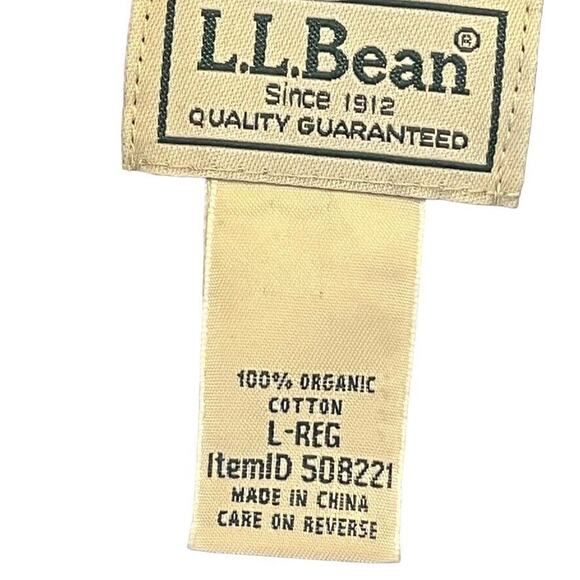 L.L.Bean®
Since 1912
QUALITY GUARANTEED
100% ORGANIC
COTTON
L-REG
ItemID 508221
MADE IN CHINA
CARE ON REVERSE